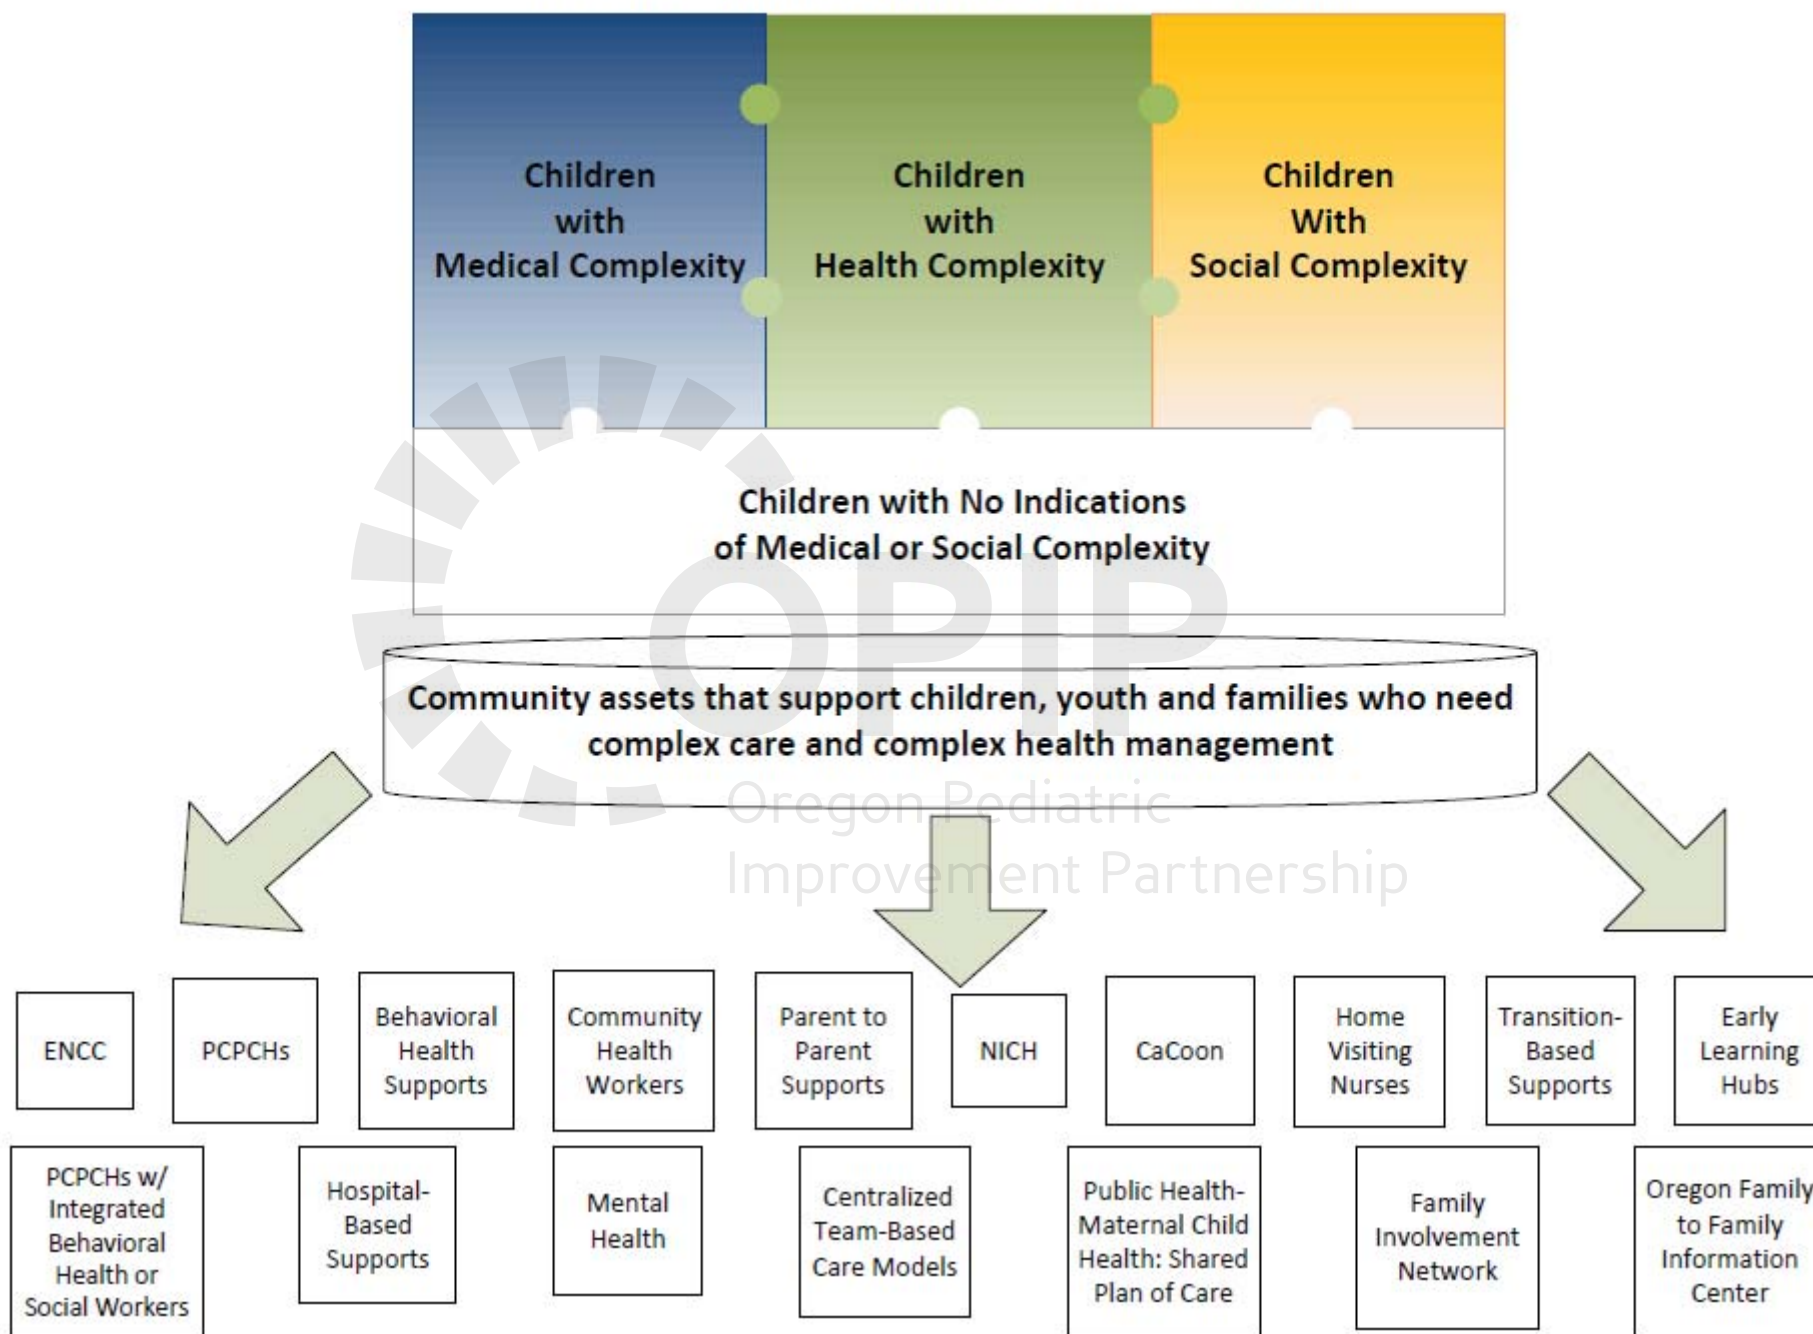 Children
with
Medical Complexity
Children
with
Health Complexity
Children
With
Social Complexity
Children with No Indications
of Medical or Social Complexity
OPIP
Oregon Pediatric
Improvement Partnership
Community assets that support children, youth and families who need
complex care and complex health management
ENCC
PCPCHs
Behavioral
Health
Supports
Community
Health
Workers
Parent to
Parent
Supports
NICH
CaCoon
Home
Visiting
Nurses
Transition-
Based
Supports
Early
Learning
Hubs
PCPCHs w/
Integrated
Behavioral
Health or
Social Workers
Hospital-
Based
Supports
Mental
Health
Centralized
Team-Based
Care Models
Public Health-
Maternal Child
Health: Shared
Plan of Care
Family
Involvement
Network
Oregon Family
to Family
Information
Center